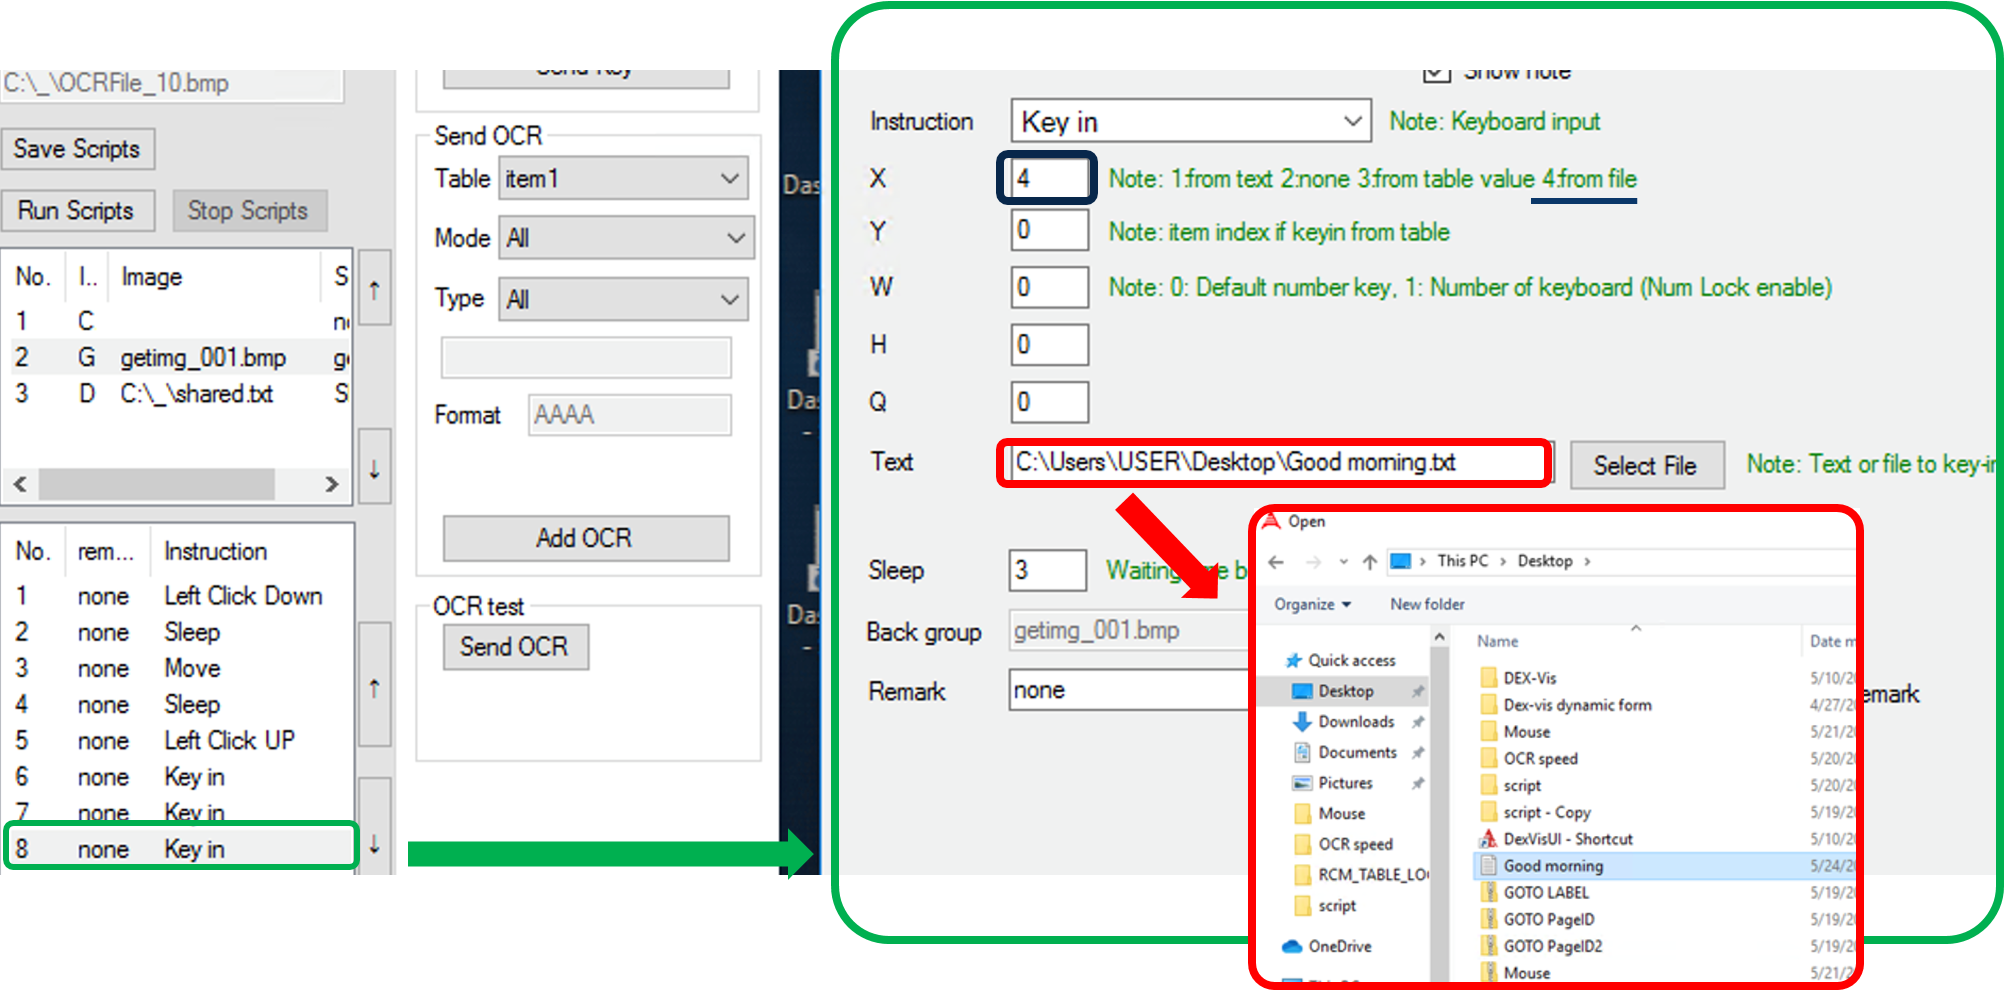 C:\_\OCRFile_10.bmp
Save Scripts
Run Scripts
Stop Scripts
No. I.. Image S
1 C
2 G getimg_001.bmp
3 D C:\_\shared.txt S
No. rem... Instruction
1 none Left Click Down
2 none Sleep
3 none Move
4 none Sleep
5 none Left Click UP
6 none Key in
7 none Key in
8 none Key in
Send Key
Send OCR
Table item1
Mode All
Type All
Format AAAA
Add OCR
OCR test
Send OCR
Show note
Instruction Key in Note: Keyboard input
X 4 Note: 1:from text 2:none 3:from table value 4:from file
Y 0 Note: item index if keyin from table
W 0 Note: 0: Default number key, 1: Number of keyboard (Num Lock enable)
H 0
Q 0
Text C:\Users\USER\Desktop\Good morning.txt Select File Note: Text or file to key-in
Sleep 3 Waiting
Back group getimg_001.bmp
Remark none
Open
This PC › Desktop ›
Organize New folder
Quick access
Desktop
Downloads
Documents
Pictures
Mouse
OCR speed
RCM_TABLE_LO
script
OneDrive
Name Date m
DEX-Vis 5/10/2
Dex-vis dynamic form 4/27/2
Mouse 5/21/2
OCR speed 5/20/2
script 5/20/2
script - Copy 5/19/2
DexVisUI - Shortcut 5/10/2
Good morning 5/24/2
GOTO LABEL 5/19/2
GOTO PageID 5/19/2
GOTO PageID2 5/19/2
Mouse 5/21/2